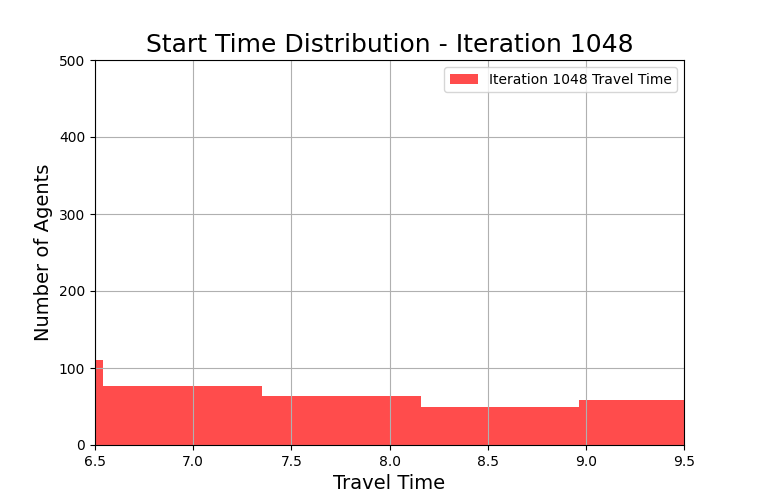 Start Time Distribution - Iteration 1048
Iteration 1048 Travel Time
Number of Agents
500
400
300
200
100
0
6.5 7.0 7.5 8.0 8.5 9.0 9.5
Travel Time